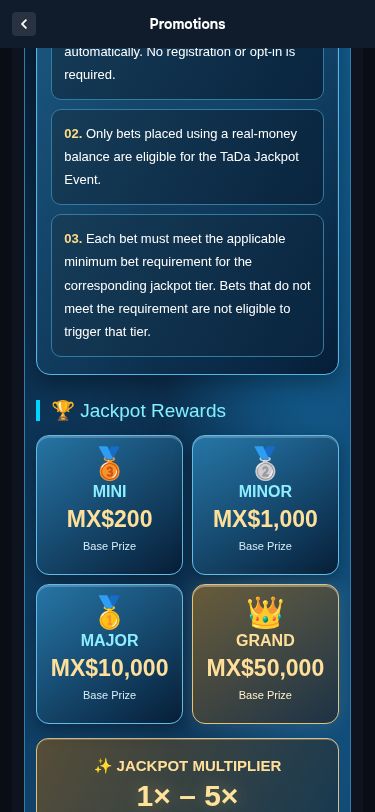 Promotions
automatically. No registration or opt-in is
required.
02. Only bets placed using a real-money
balance are eligible for the TaDa Jackpot
Event.
03. Each bet must meet the applicable
minimum bet requirement for the
corresponding jackpot tier. Bets that do not
meet the requirement are not eligible to
trigger that tier.
🏆 Jackpot Rewards
🥉
MINI
MX$200
Base Prize
🥈
MINOR
MX$1,000
Base Prize
🥇
MAJOR
MX$10,000
Base Prize
👑
GRAND
MX$50,000
Base Prize
✨ JACKPOT MULTIPLIER
1× – 5×